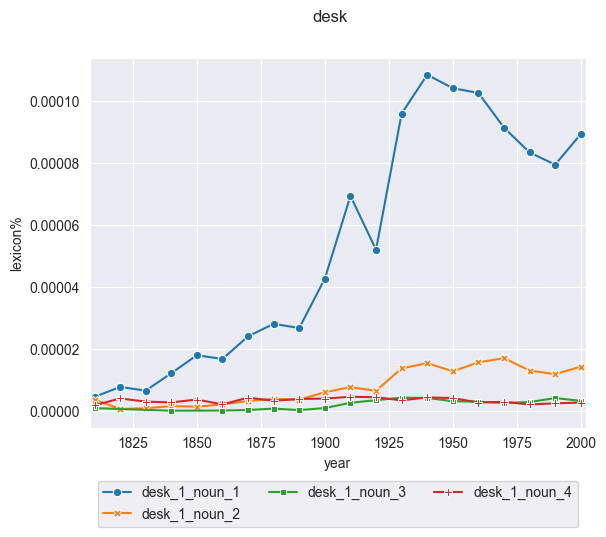 desk
0.00010
0.00008
0.00006
0.00004
0.00002
0.00000
lexicon%
1825 1850 1875 1900 1925 1950 1975 2000
year
desk_1_noun_1 desk_1_noun_3 desk_1_noun_4
desk_1_noun_2